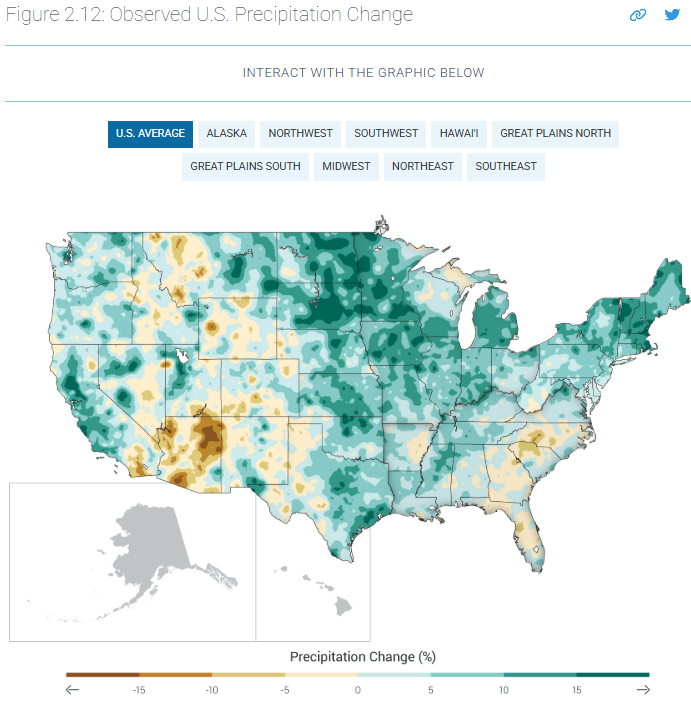 Figure 2.12: Observed U.S. Precipitation Change
INTERACT WITH THE GRAPHIC BELOW
U.S. AVERAGE ALASKA NORTHWEST SOUTHWEST HAWAI'I GREAT PLAINS NORTH
GREAT PLAINS SOUTH MIDWEST NORTHEAST SOUTHEAST
Precipitation Change (%)
-15 -10 -5 0 5 10 15